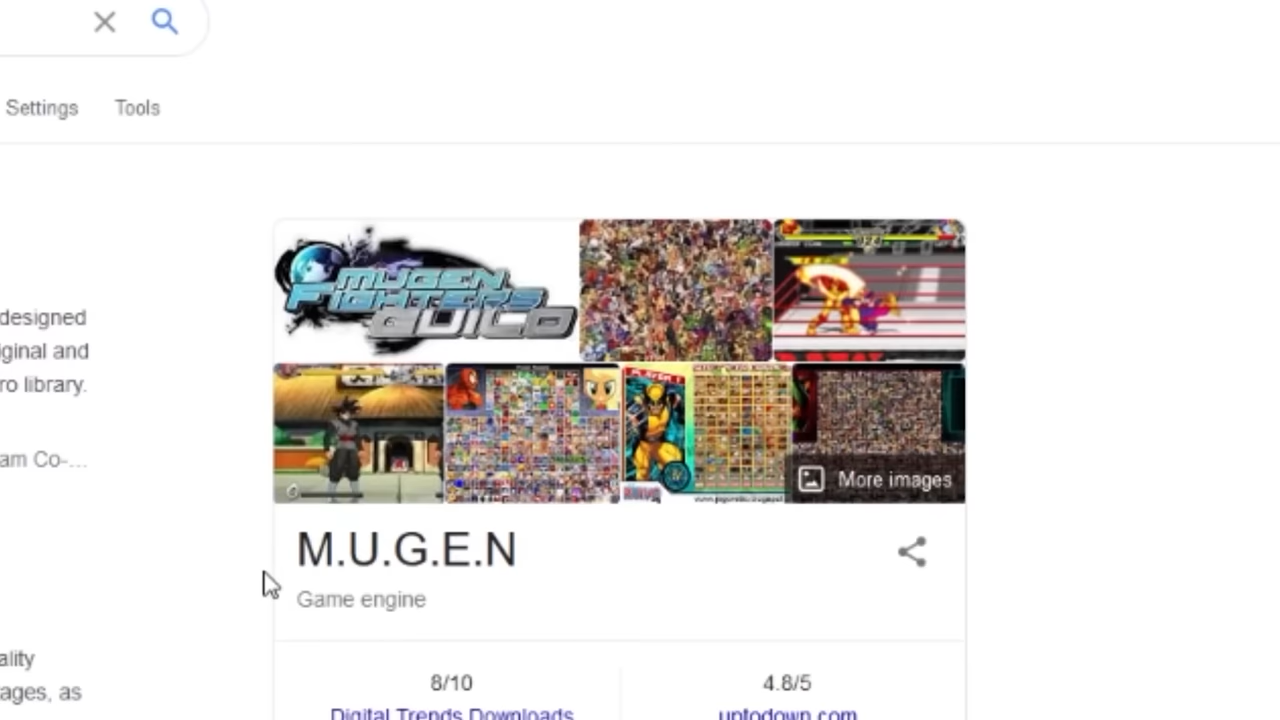 Settings Tools
designed
iginal and
ro library.
am Co-...
ality
ages, as
MUGEN
FIGHTERS
GUILD
More images
M.U.G.E.N
Game engine
8/10
Digital Trends Downloads
4.8/5
uptodown.com